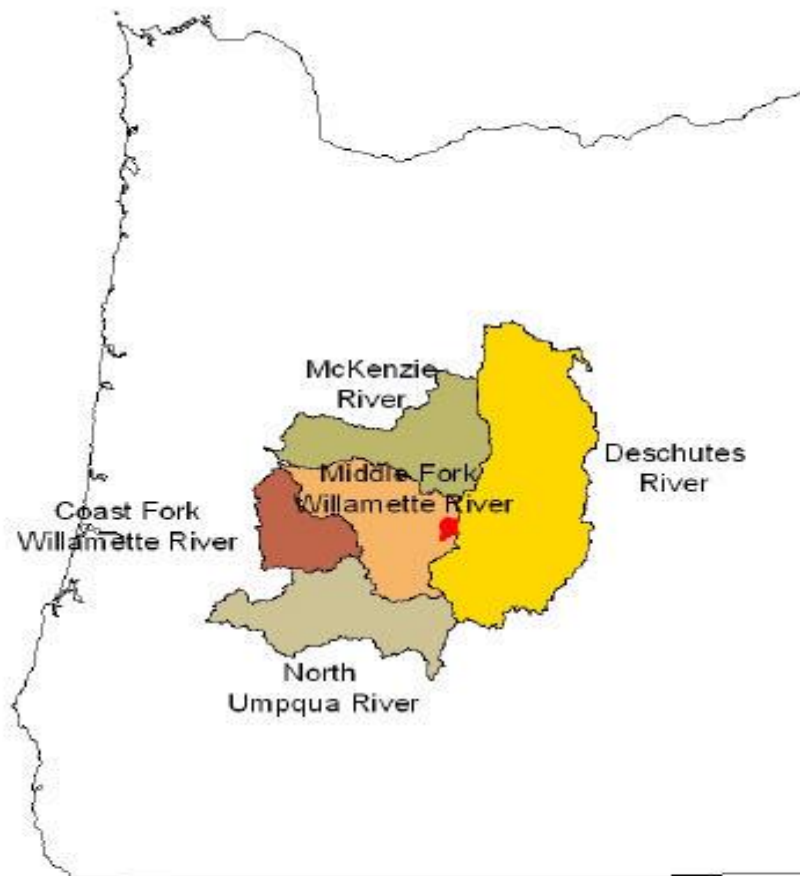 McKenzie
River
Middle Fork
Willamette River
Deschutes
River
Coast Fork
Willamette River
North
Umpqua River